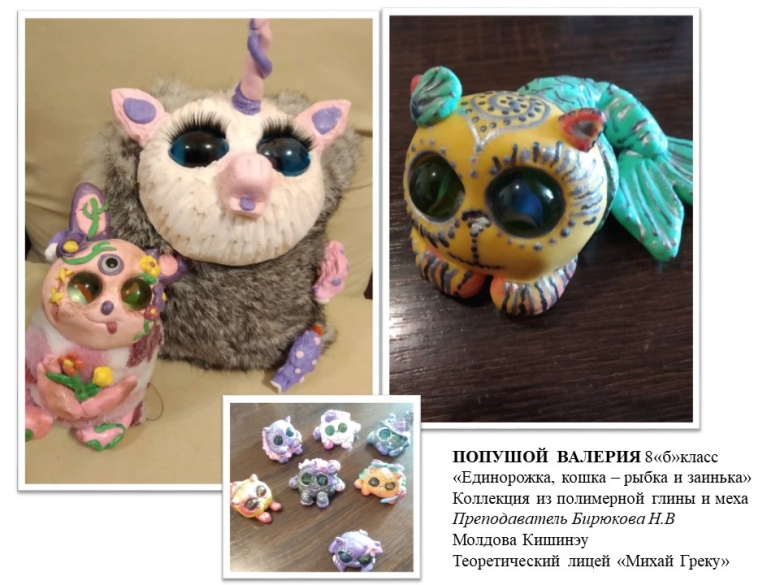 ПОПУШОЙ ВАЛЕРИЯ 8«б»класс
«Единорожка, кошка – рыбка и заинька»
Коллекция из полимерной глины и меха
Преподаватель Бирюкова Н.В
Молдова Кишинэу
Теоретический лицей «Михай Греку»